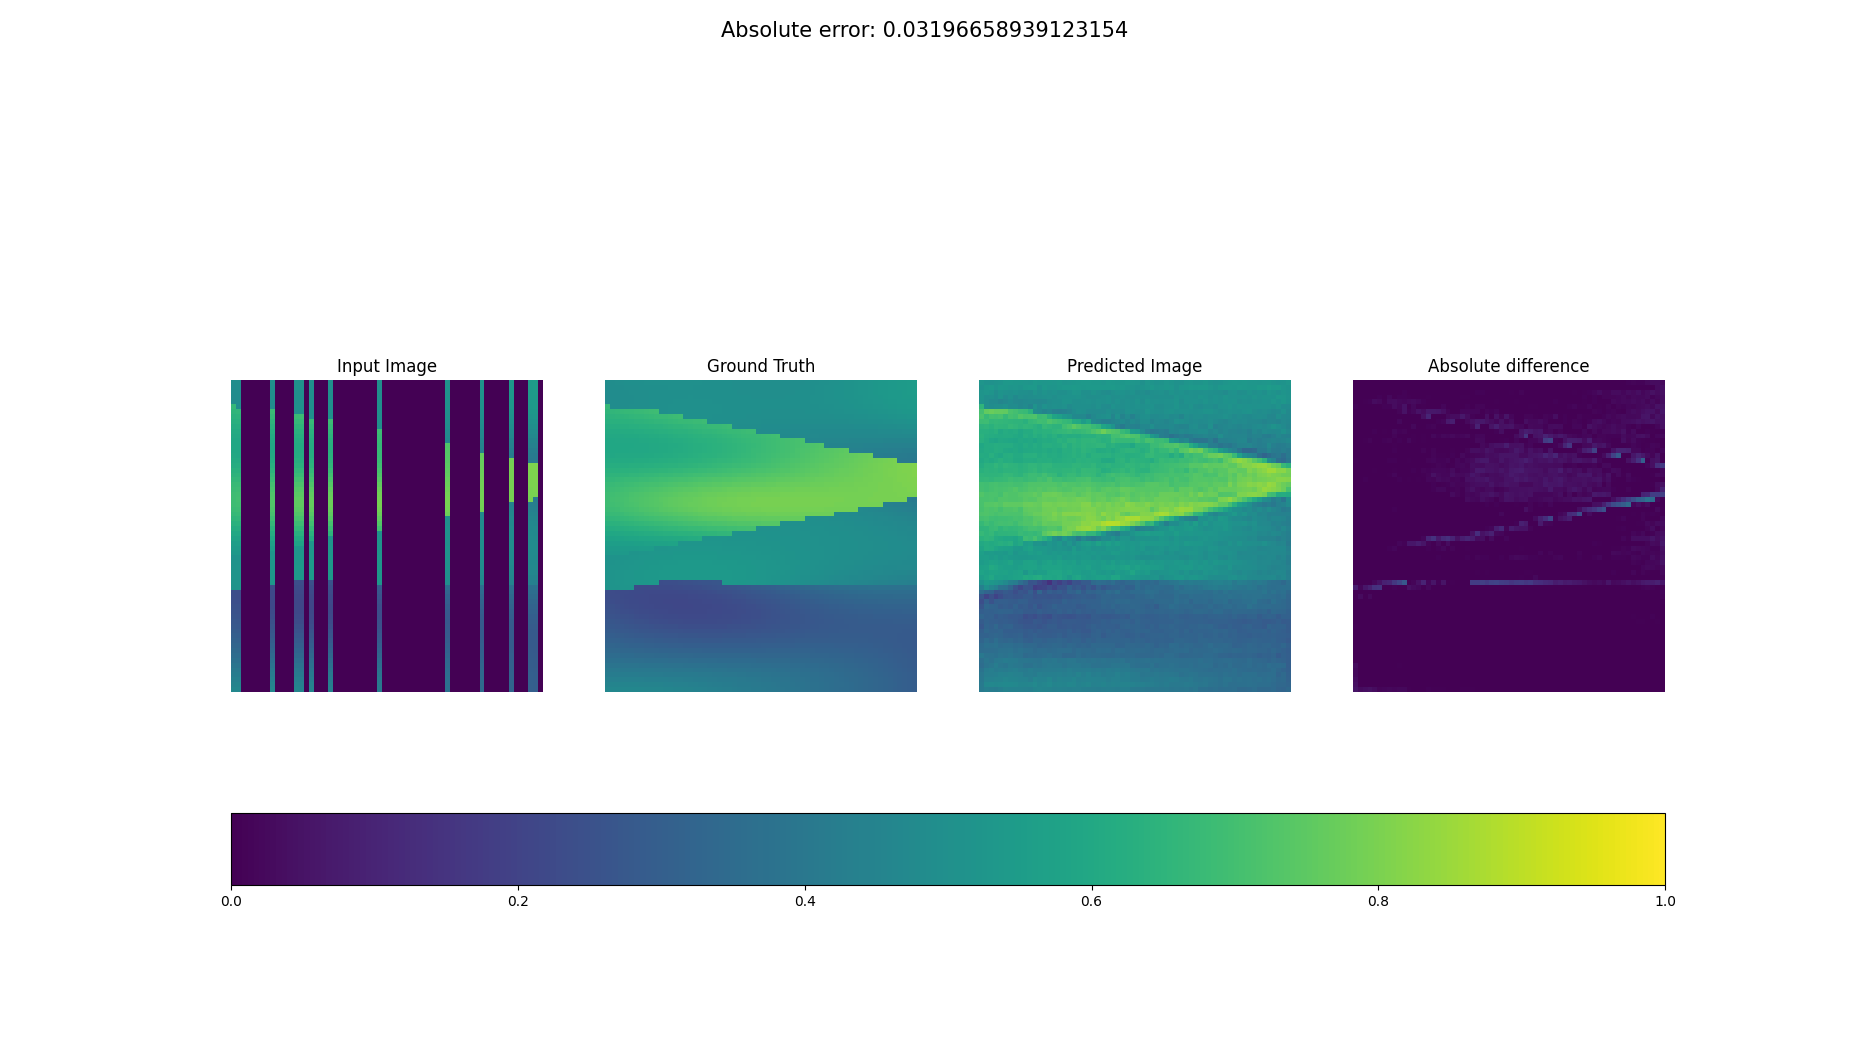 Absolute error: 0.03196658939123154
Input Image
Ground Truth
Predicted Image
Absolute difference
0.0
0.2
0.4
0.6
0.8
1.0